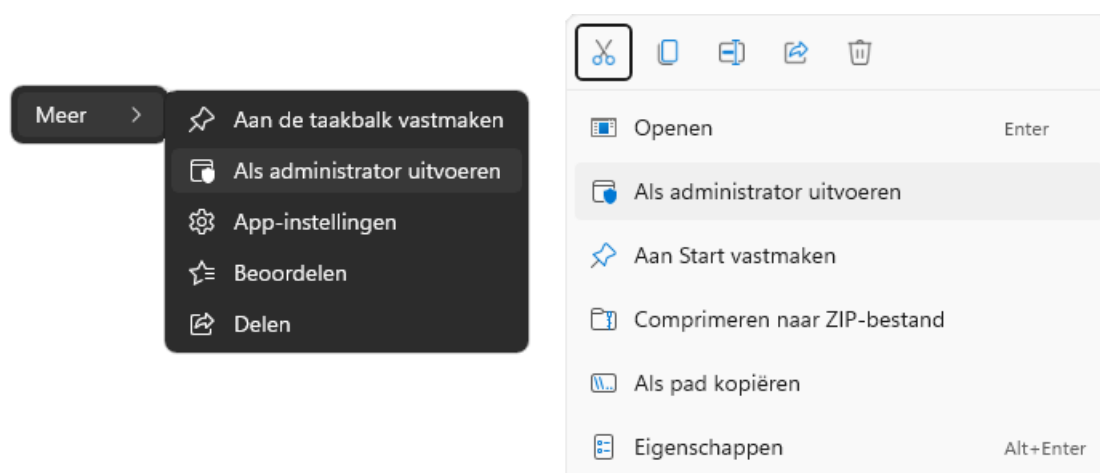 Meer
Aan de taakbalk vastmaken
Als administrator uitvoeren
App-instellingen
Beoordelen
Delen
Openen Enter
Als administrator uitvoeren
Aan Start vastmaken
Comprimeren naar ZIP-bestand
Als pad kopiëren
Eigenschappen Alt+Enter